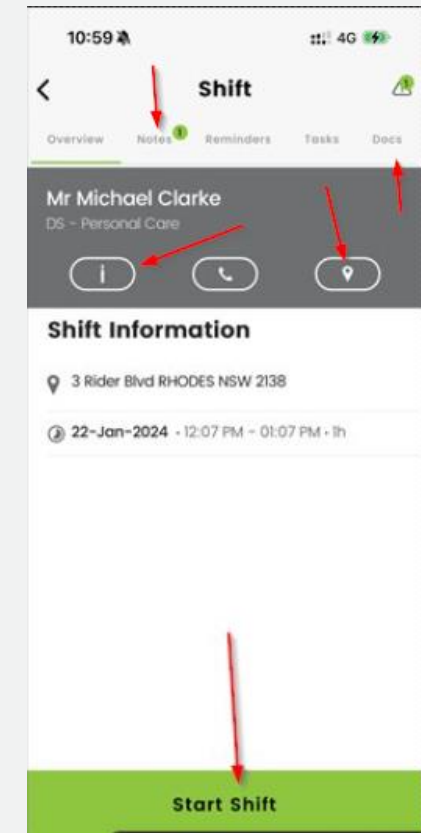 10:59 4G
Shift 1
Overview Notes 1 Reminders Tasks Docs
Mr Michael Clarke
DS - Personal Care
i
Shift Information
3 Rider Blvd RHODES NSW 2138
22-Jan-2024 • 12:07 PM - 01:07 PM • 1h
Start Shift